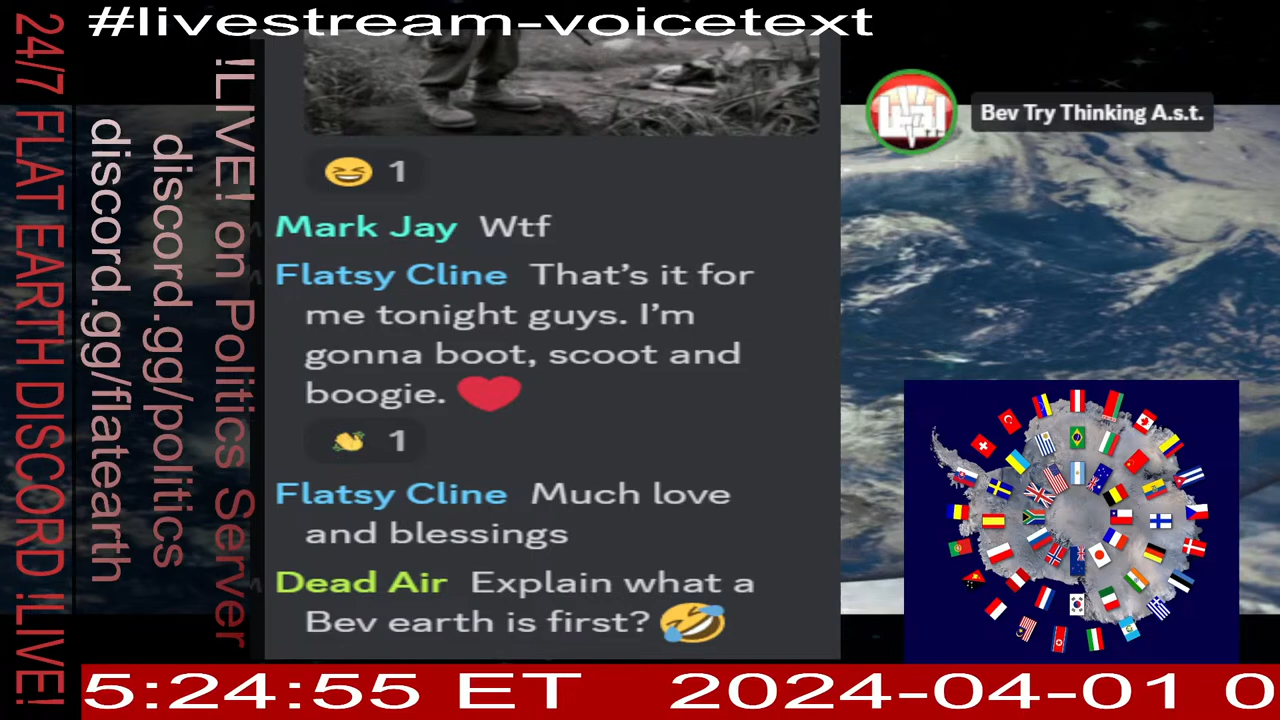 #livestream-voicetext
24/7 FLAT EARTH DISCORD !LIVE!
discord.gg/flatearth
discord.gg/politics
!LIVE! on Politics Server
Bev Try Thinking A.s.t.
1
Mark Jay Wtf
Flatsy Cline That’s it for
me tonight guys. I’m
gonna boot, scoot and
boogie. ❤️
1
Flatsy Cline Much love
and blessings
Dead Air Explain what a
Bev earth is first? 🤣
5:24:55 ET 2024-04-01 0